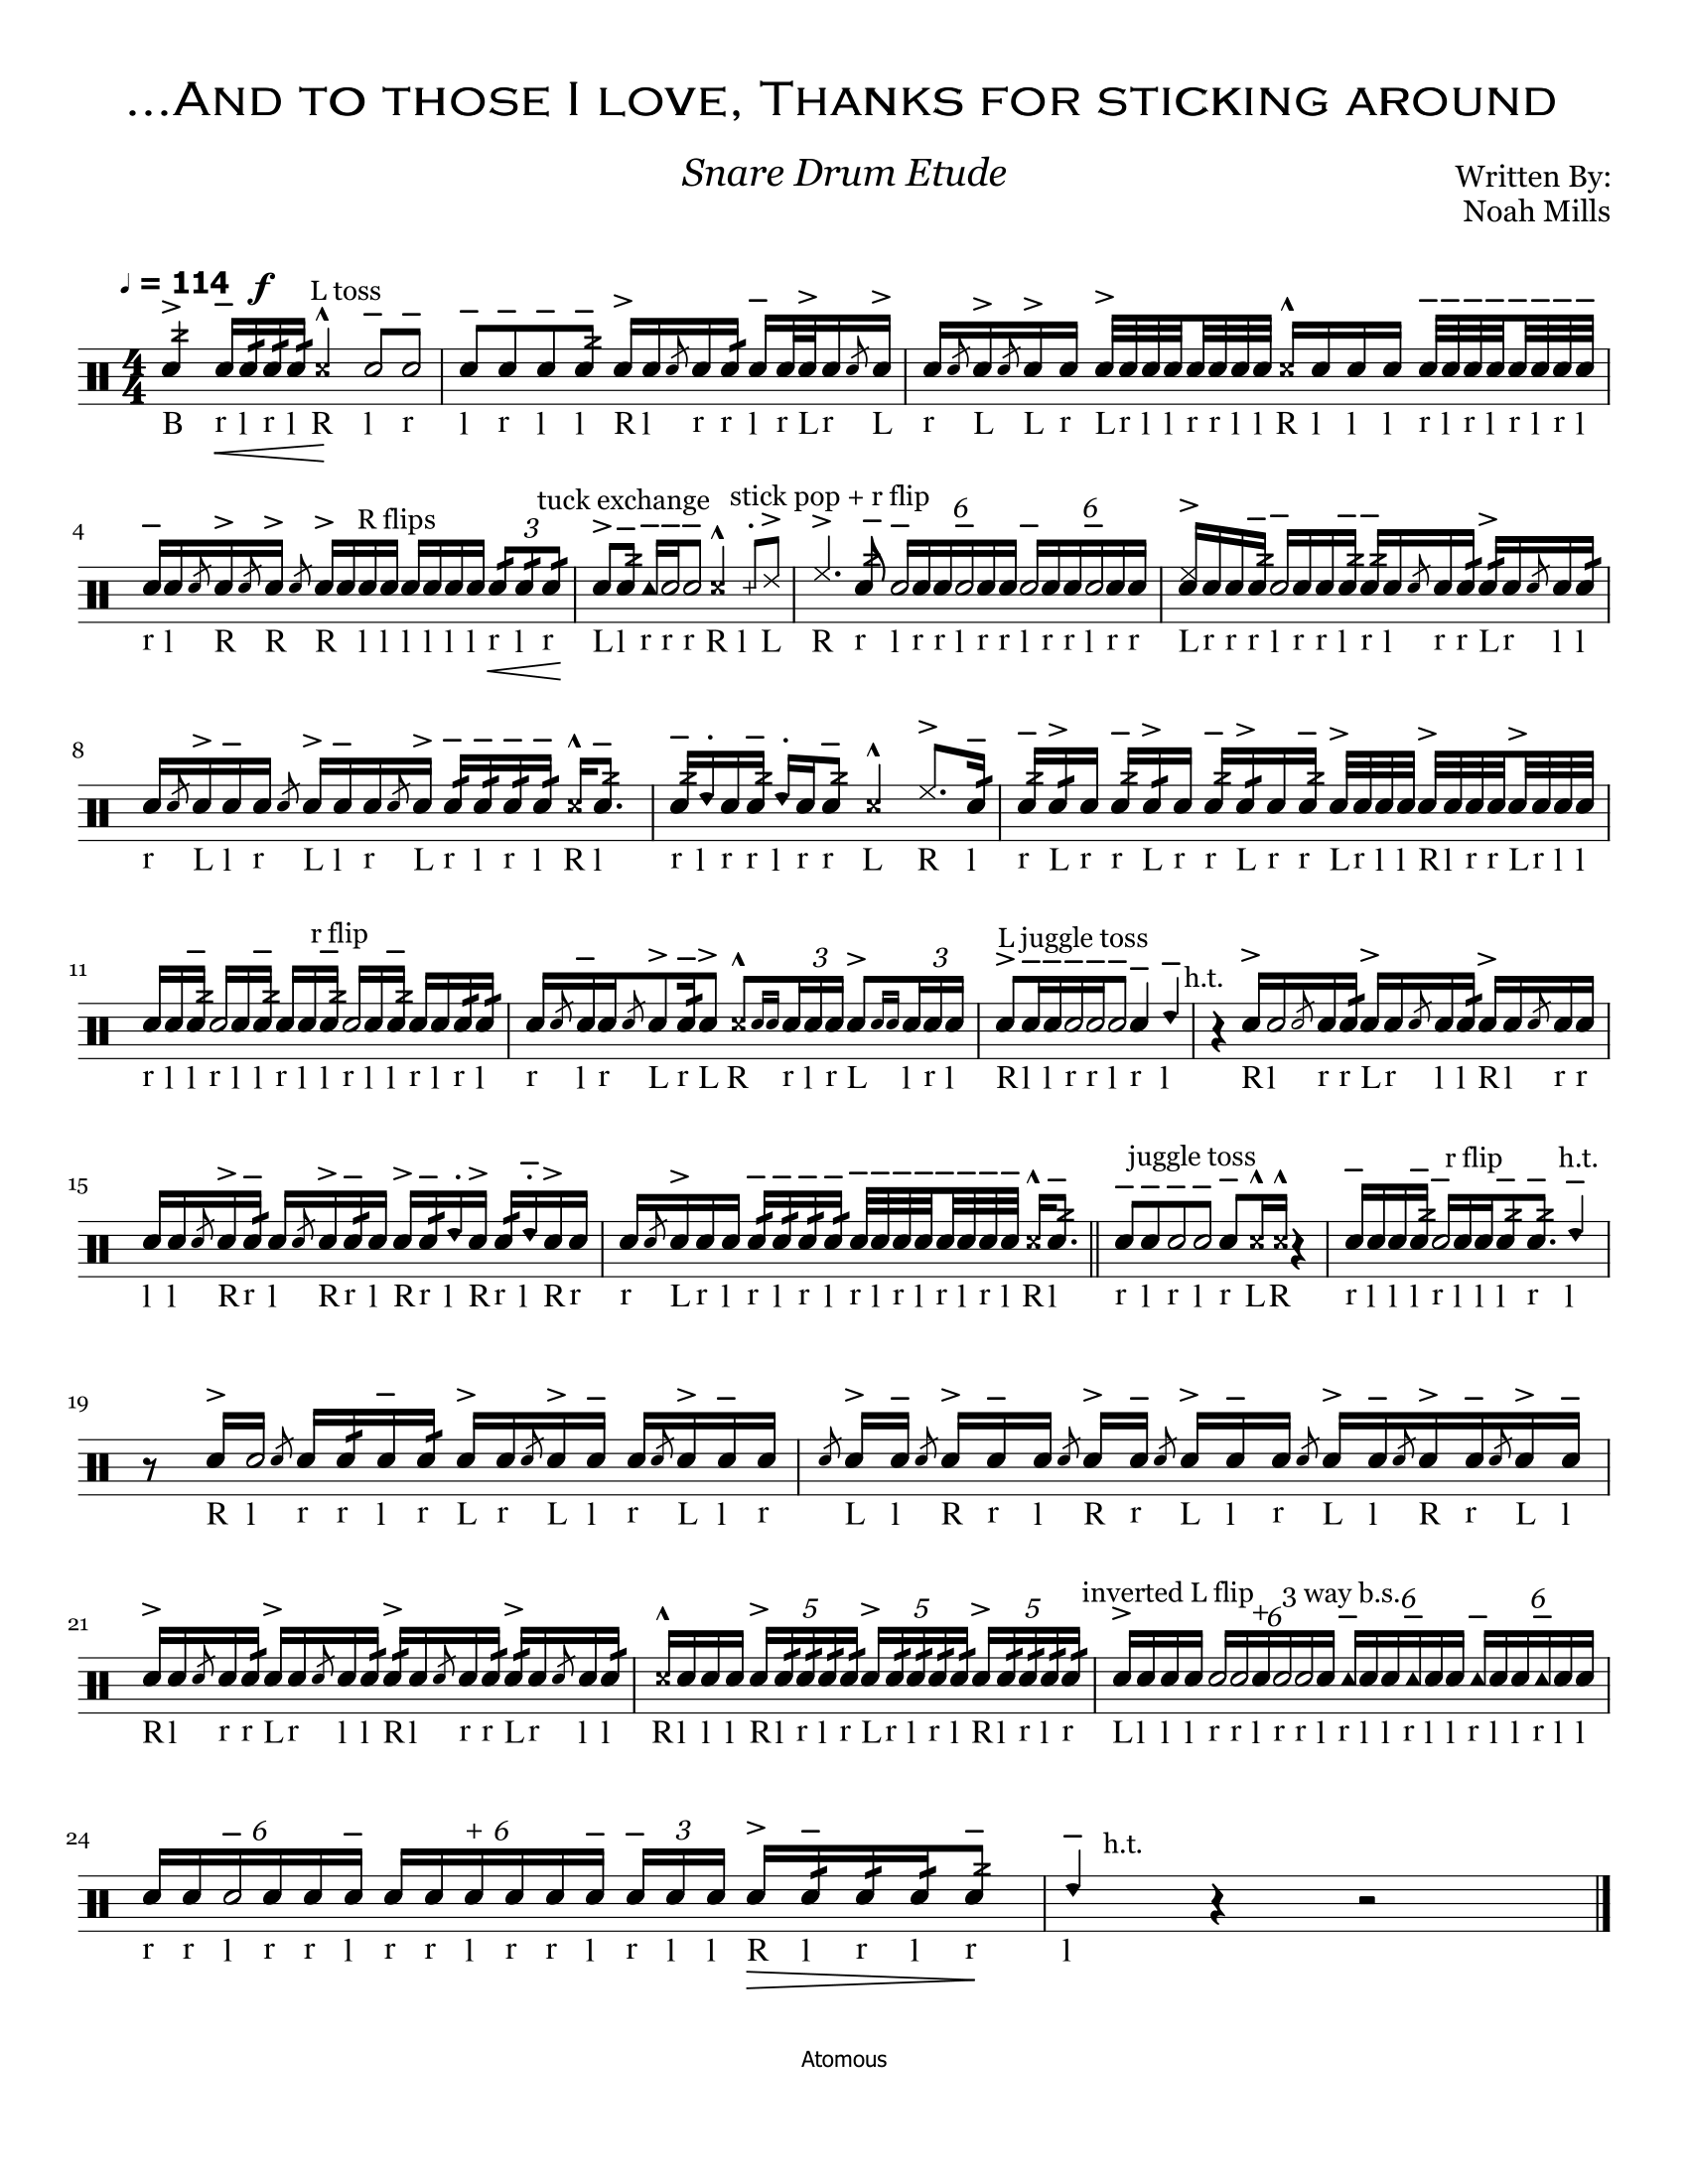 ...And to those I love, Thanks for sticking around
Snare Drum Etude
Written By:
Noah Mills
♩ = 114 f L toss
4/4
B r l r l R l r l r l l R l r r l r L r L r L L r L r l l r r l l R l l l r l r l r l r l
4 R flips 3 tuck exchange stick pop + r flip 6 6
r l R R R l l l l l l r l r L l r r r R l L R r l r r l r r l r r l r r L r r r l r r l r l r r L r l l
8
r L l r L l r L r l r l R l r l r r l r r L R l r L r r L r r L r r L r l l R l r r L r l l
11 r flip 3 3 L juggle toss h.t.
r l l r l l r l l r l l r l r l r l r L r L R r l r L l r l R l l r r l r l R l r r L r l l R l r r
15 juggle toss r flip h.t.
l l R r l R r l R r l R r l R r r L r l r l r l r l r l r l r l R l r l r l r L R r l l l r l l l r l
19
R l r r l r L r L l r L l r L l R r l R r L l r L l R r L l
21 5 5 5 inverted L flip + 6 3 way b.s. 6 6
R l r r L r l l R l r r L r l l R l l l R l r l r L r l r l R l r l r L l l l r r l r r l r l l r l l r l l r l l
24 6 + 6 3 h.t.
r r l r r l r r l r r l r l l R l r l r l
Atomous